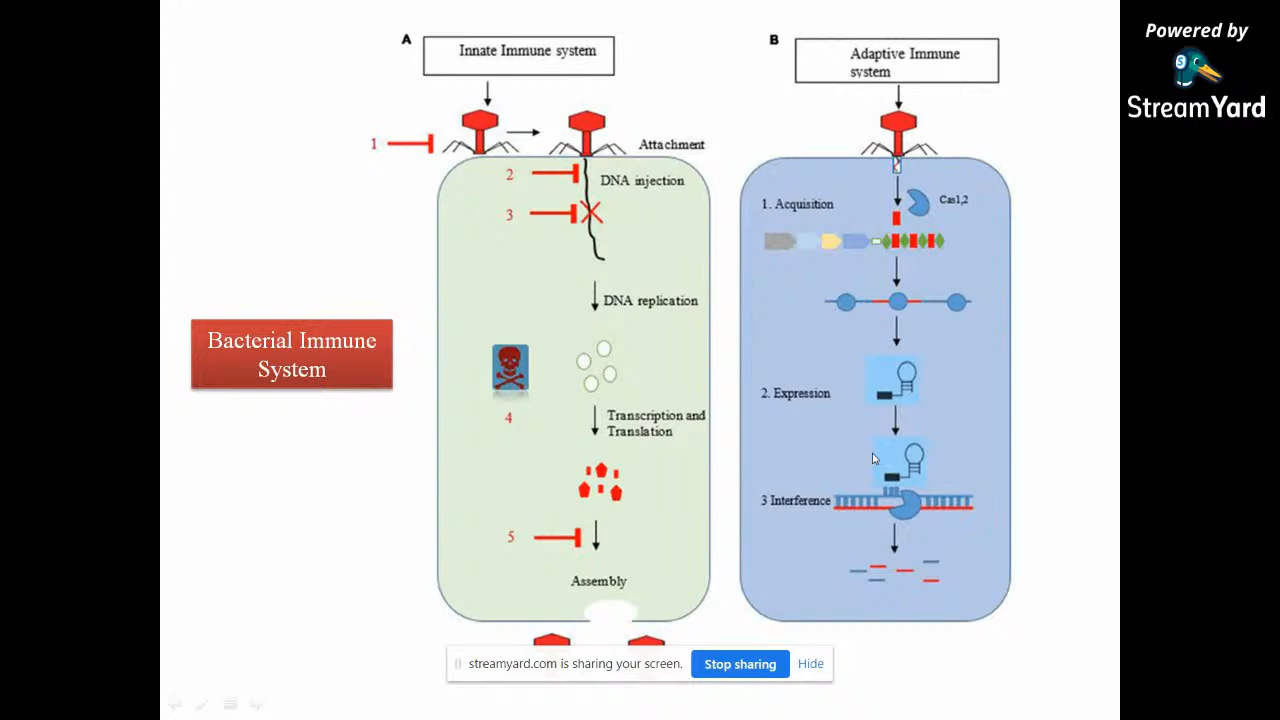 Powered by
StreamYard
A
Innate Immune system
B
Adaptive Immune
system
1
Attachment
2
DNA injection
3
DNA replication
4
Transcription and
Translation
5
Assembly
1. Acquisition
Cas1,2
2. Expression
3 Interference
Bacterial Immune
System
streamyard.com is sharing your screen.
Stop sharing
Hide